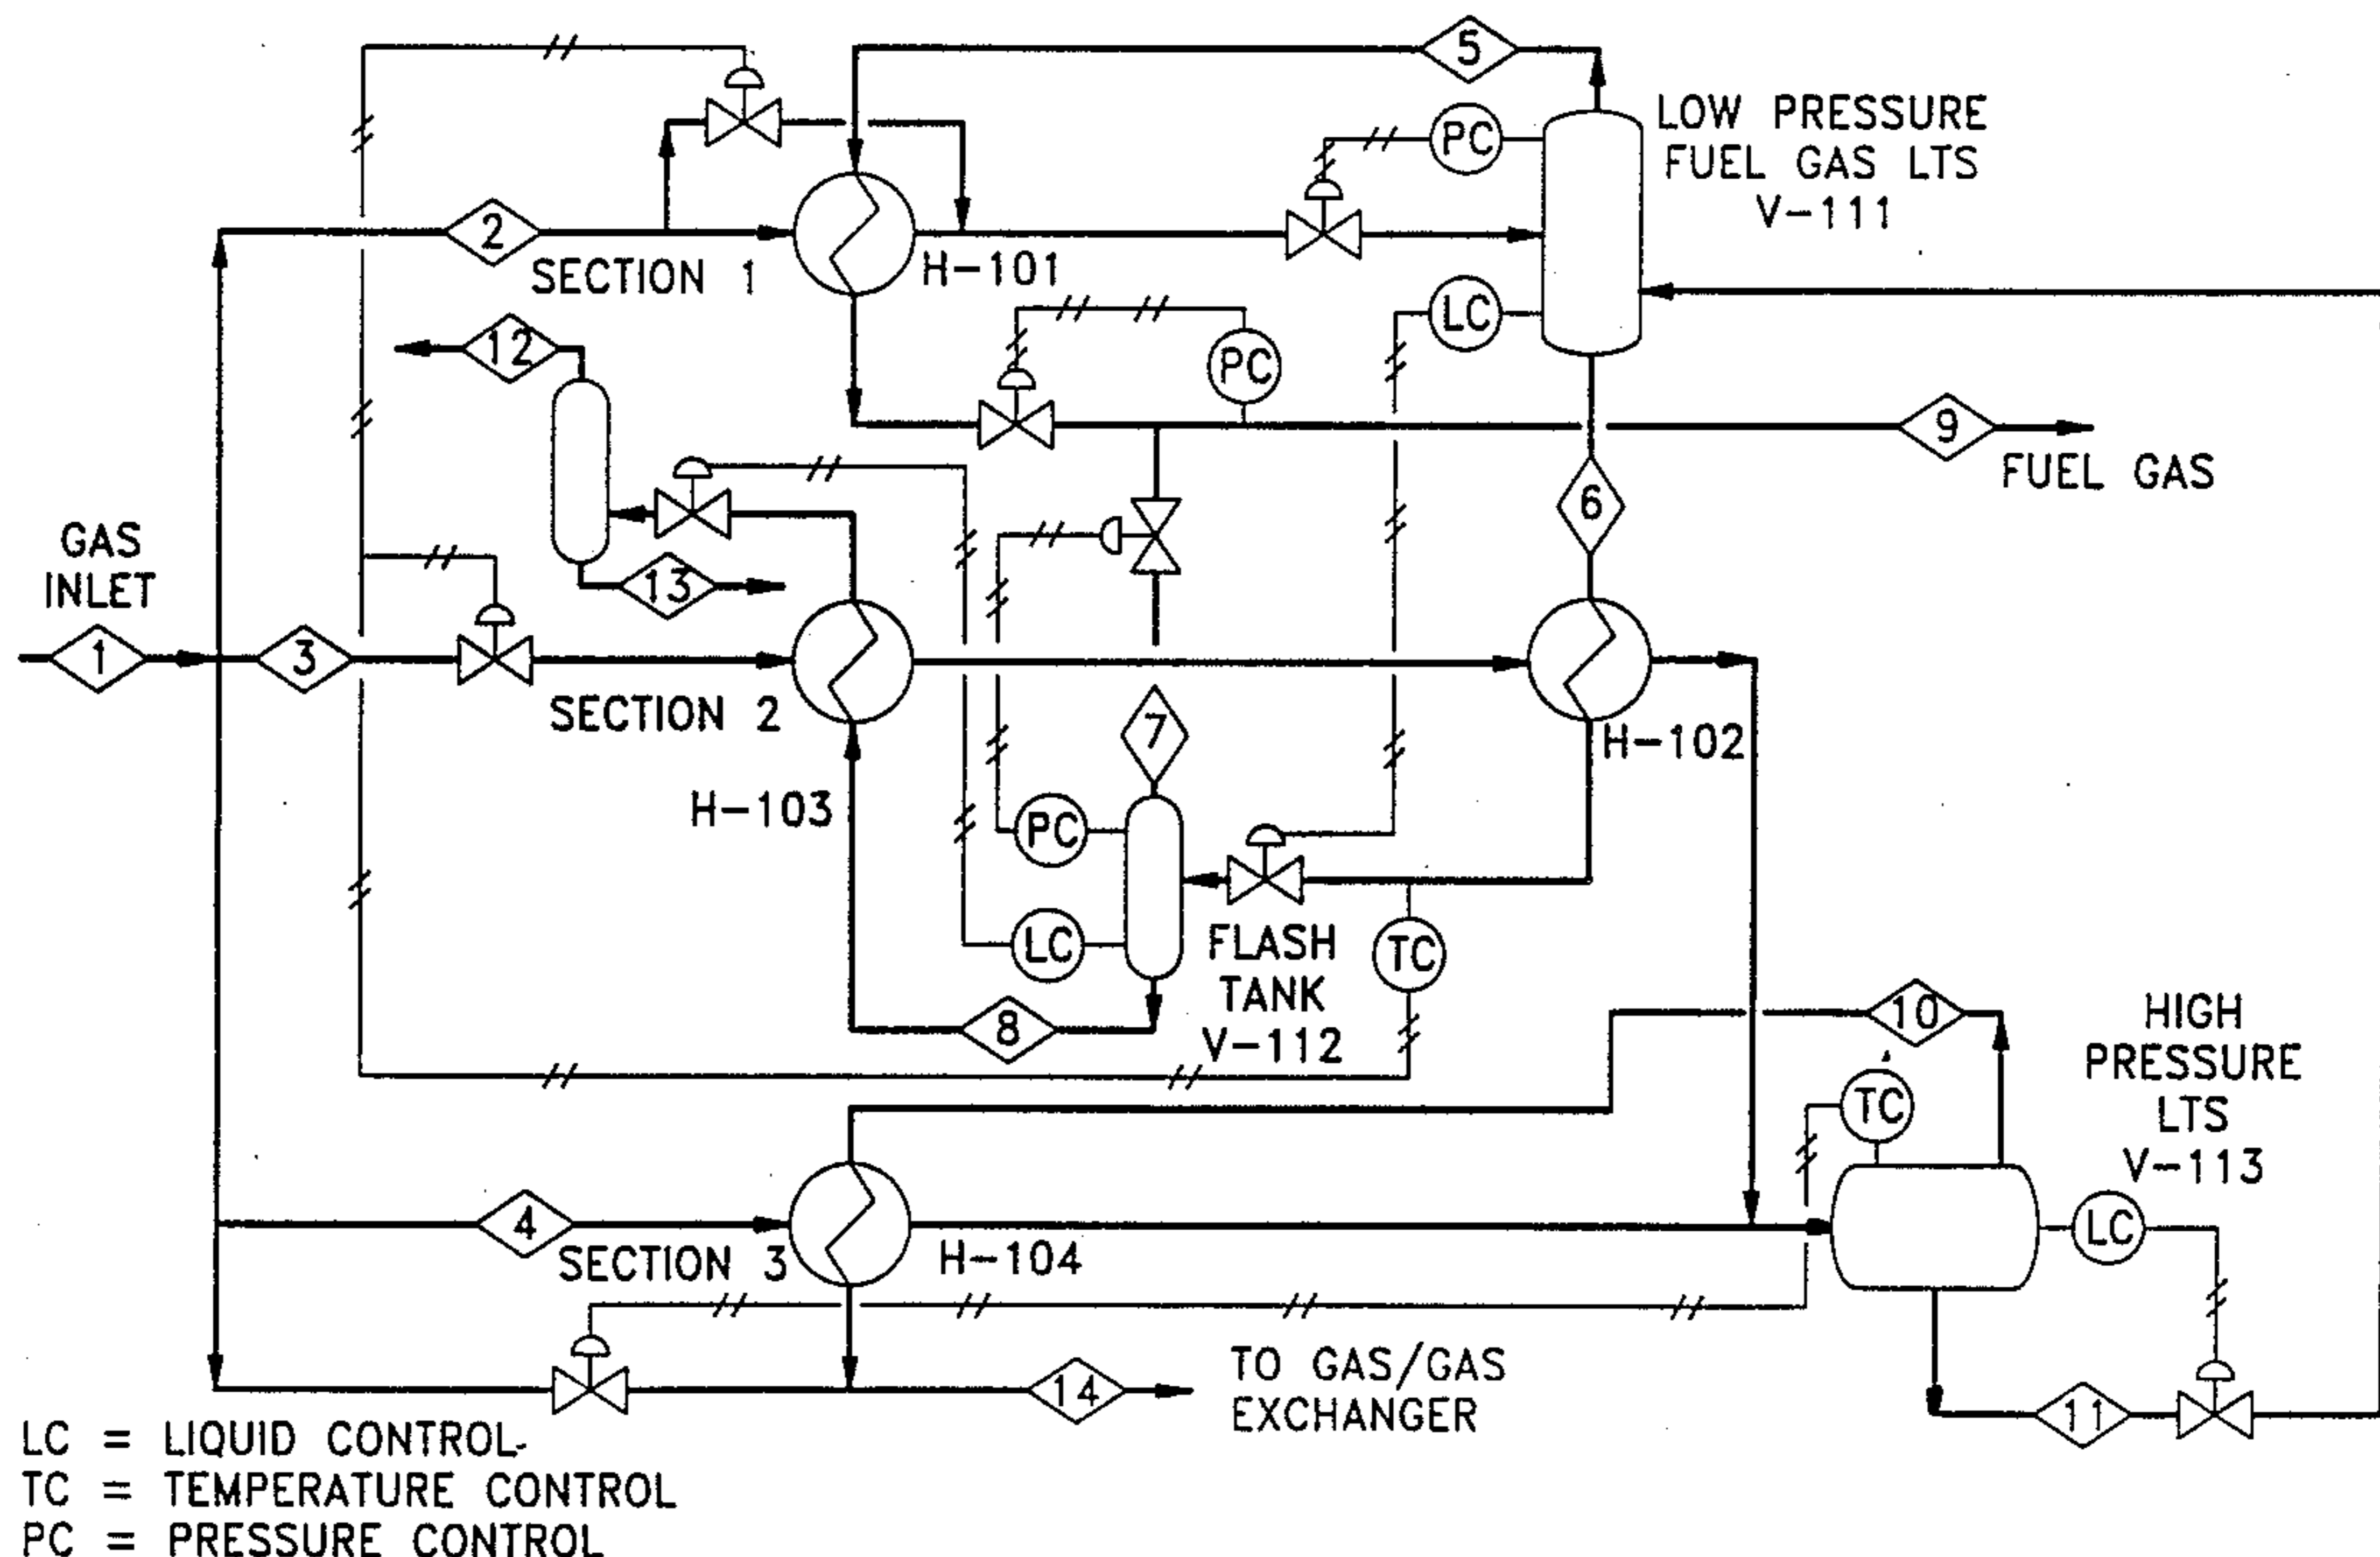 5
LOW PRESSURE
FUEL GAS LTS
V-111
PC
2
SECTION 1
H-101
LC
12
PC
9
FUEL GAS
6
GAS
INLET
13
1
3
SECTION 2
7
H-102
H-103
PC
LC
FLASH
TANK
V-112
TC
8
10
HIGH
PRESSURE
LTS
V-113
TC
4
SECTION 3
H-104
LC
14
TO GAS/GAS
EXCHANGER
11
LC = LIQUID CONTROL
TC = TEMPERATURE CONTROL
PC = PRESSURE CONTROL